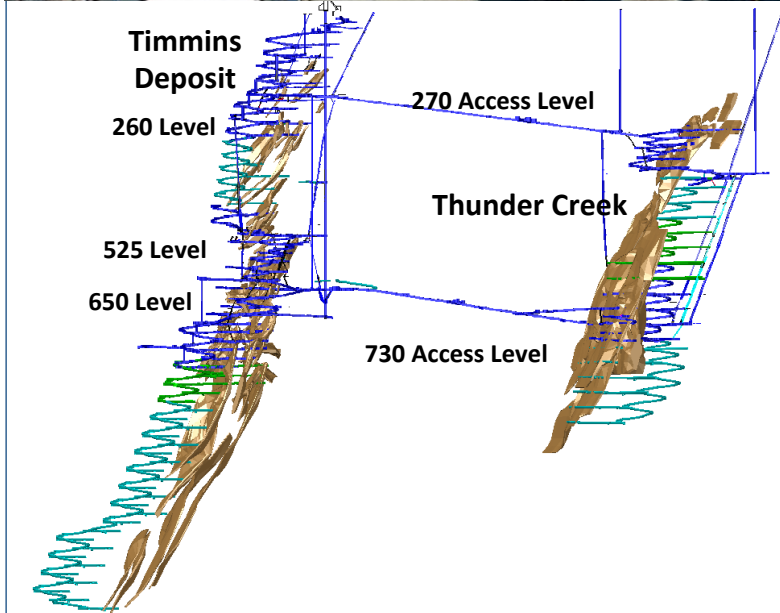 Timmins
Deposit
270 Access Level
260 Level
Thunder Creek
525 Level
650 Level
730 Access Level